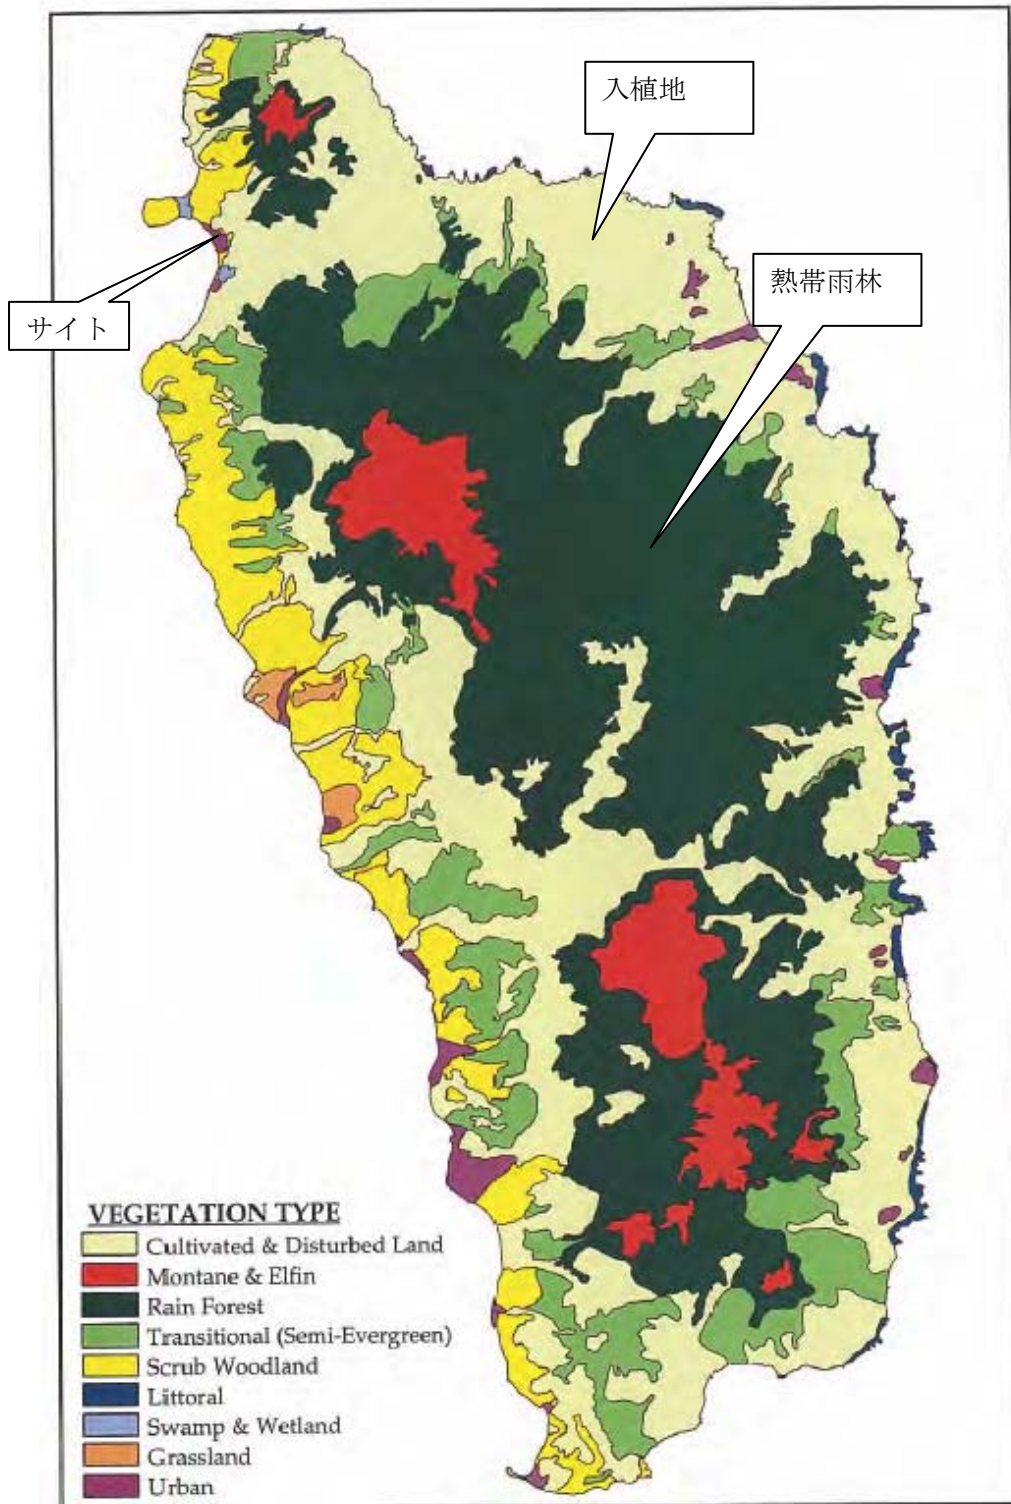 入植地
熱帯雨林
サイト
VEGETATION TYPE
Cultivated & Disturbed Land
Montane & Elfin
Rain Forest
Transitional (Semi-Evergreen)
Scrub Woodland
Littoral
Swamp & Wetland
Grassland
Urban